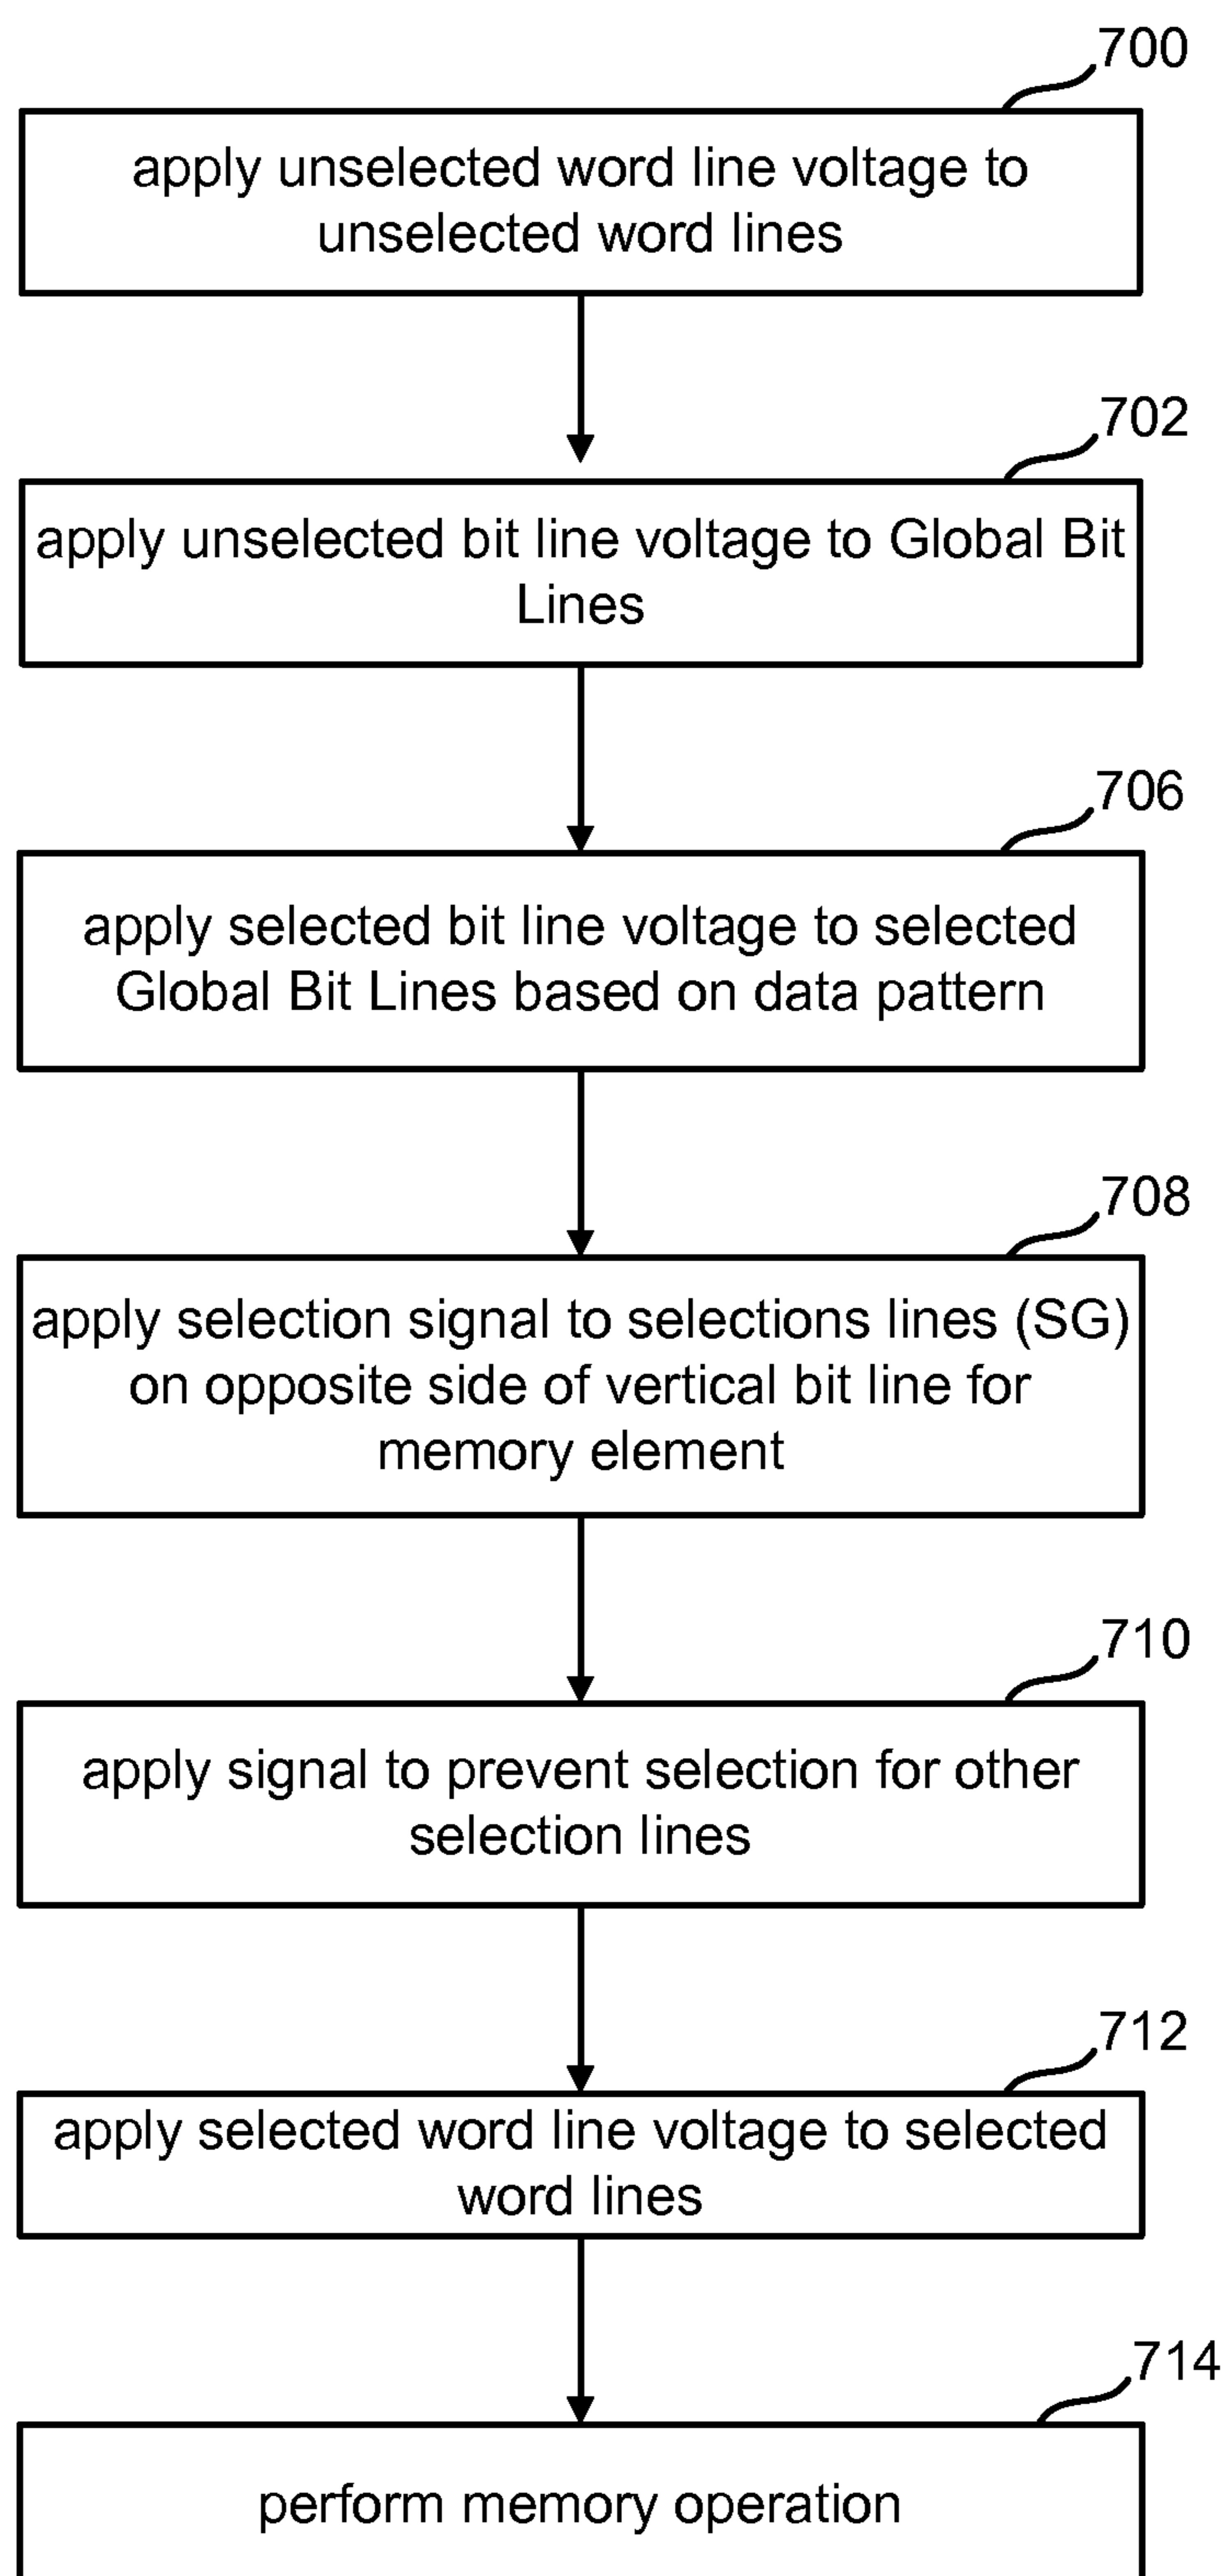 700
apply unselected word line voltage to
unselected word lines
702
apply unselected bit line voltage to Global Bit
Lines
706
apply selected bit line voltage to selected
Global Bit Lines based on data pattern
708
apply selection signal to selections lines (SG)
on opposite side of vertical bit line for
memory element
710
apply signal to prevent selection for other
selection lines
712
apply selected word line voltage to selected
word lines
714
perform memory operation